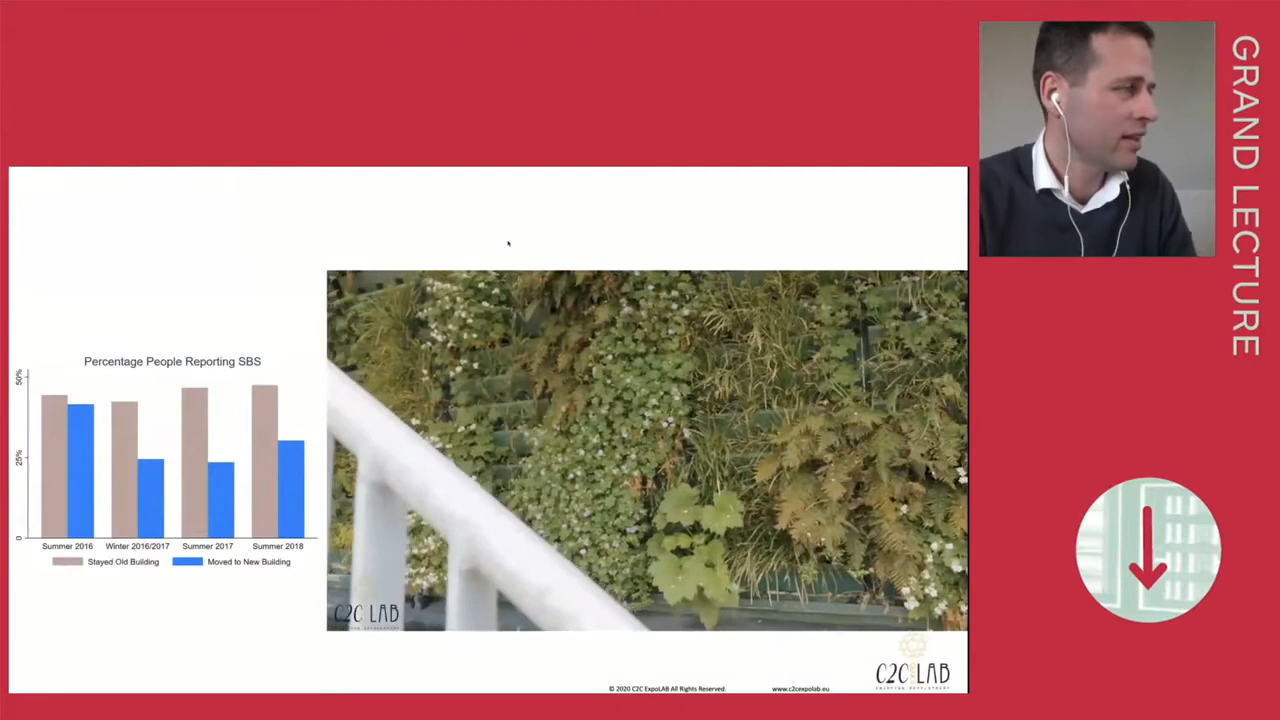 GRAND LECTURE
Percentage People Reporting SBS
50%
25%
0
Summer 2016 Winter 2016/2017 Summer 2017 Summer 2018
Stayed Old Building Moved to New Building
C2C LAB
C2C LAB
ENJOYING DEVELOPMENT
© 2020 C2C ExpoLAB All Rights Reserved. www.c2cexpolab.eu